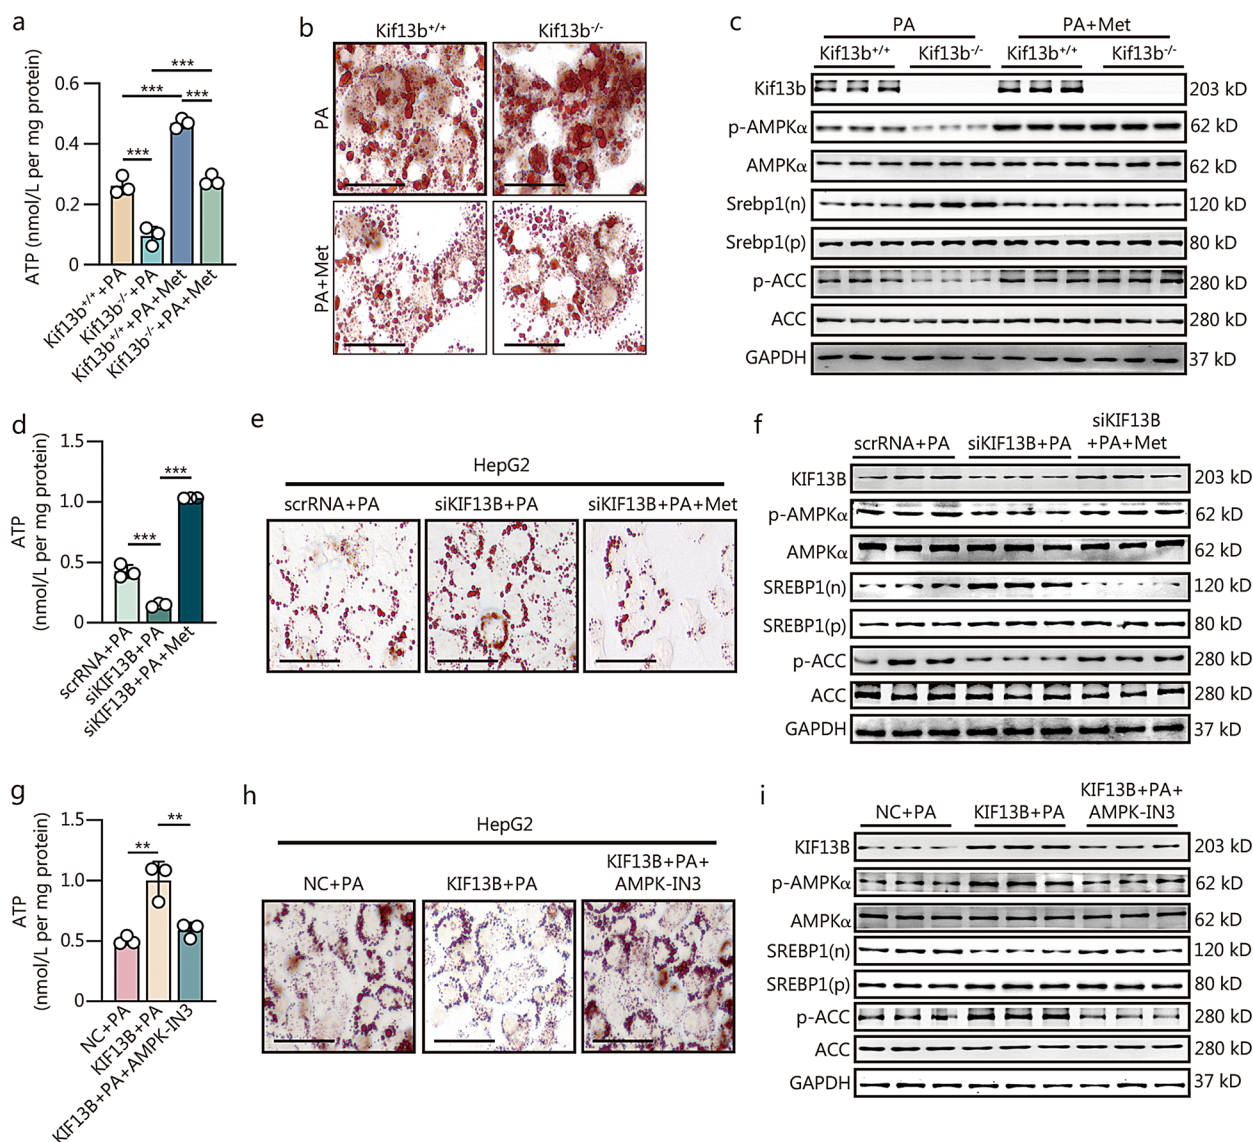 a
ATP (nmol/L per mg protein)
0.6
0.4
0.2
0
***
***
***
***
Kif13b+/++PA
Kif13b-/-+PA
Kif13b+/++PA+Met
Kif13b-/-+PA+Met
b
Kif13b+/+
Kif13b-/-
PA
PA+Met
c
PA
PA+Met
Kif13b+/+
Kif13b-/-
Kif13b+/+
Kif13b-/-
Kif13b
203 kD
p-AMPKα
62 kD
AMPKα
62 kD
Srebp1(n)
120 kD
Srebp1(p)
80 kD
p-ACC
280 kD
ACC
280 kD
GAPDH
37 kD
d
ATP
(nmol/L per mg protein)
1.5
1.0
0.5
0
***
***
scrRNA+PA
siKIF13B+PA
siKIF13B+PA+Met
e
HepG2
scrRNA+PA
siKIF13B+PA
siKIF13B+PA+Met
f
scrRNA+PA
siKIF13B+PA
siKIF13B
+PA+Met
KIF13B
203 kD
p-AMPKα
62 kD
AMPKα
62 kD
SREBP1(n)
120 kD
SREBP1(p)
80 kD
p-ACC
280 kD
ACC
280 kD
GAPDH
37 kD
g
ATP
(nmol/L per mg protein)
1.5
1.0
0.5
0
**
**
NC+PA
KIF13B+PA
KIF13B+PA+AMPK-IN3
h
HepG2
NC+PA
KIF13B+PA
KIF13B+PA+
AMPK-IN3
i
NC+PA
KIF13B+PA
KIF13B+PA+
AMPK-IN3
KIF13B
203 kD
p-AMPKα
62 kD
AMPKα
62 kD
SREBP1(n)
120 kD
SREBP1(p)
80 kD
p-ACC
280 kD
ACC
280 kD
GAPDH
37 kD